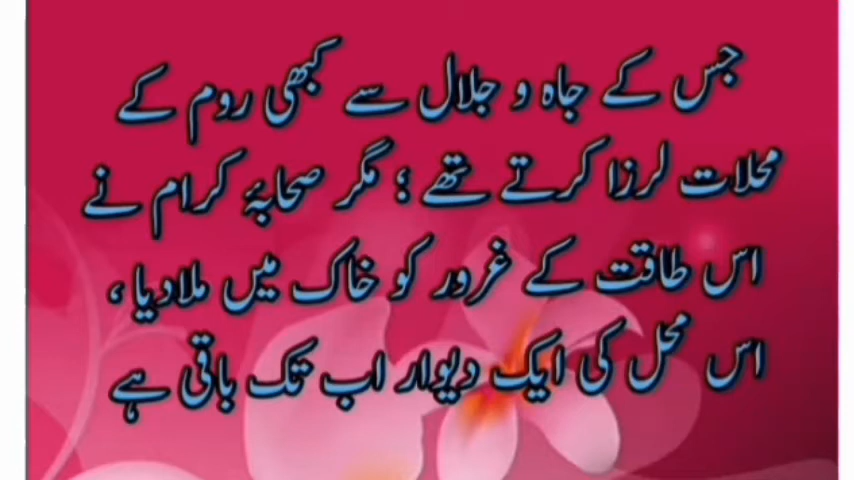 جس کے جاہ و جلال سے کبھی روم کے
محلات لرزا کرتے تھے ؛ مگر صحابۂ کرام نے
اس طاقت کے غرور کو خاک میں ملادیا ،
اس محل کی ایک دیوار اب تک باقی ہے